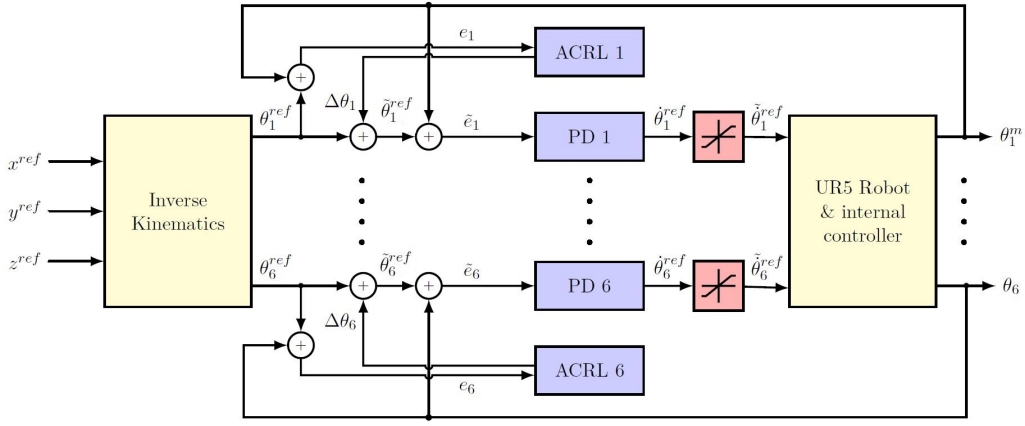 e₁
ACRL 1
Δθ₁
θ₁ʳᵉᶠ
θ̃₁ʳᵉᶠ
ẽ₁
PD 1
θ̇₁ʳᵉᶠ
θ̇̃₁ʳᵉᶠ
θ₁ᵐ
xʳᵉᶠ
yʳᵉᶠ
zʳᵉᶠ
Inverse
Kinematics
UR5 Robot
& internal
controller
θ₆ʳᵉᶠ
θ̃₆ʳᵉᶠ
ẽ₆
PD 6
θ̇₆ʳᵉᶠ
θ̇̃₆ʳᵉᶠ
θ₆
Δθ₆
ACRL 6
e₆